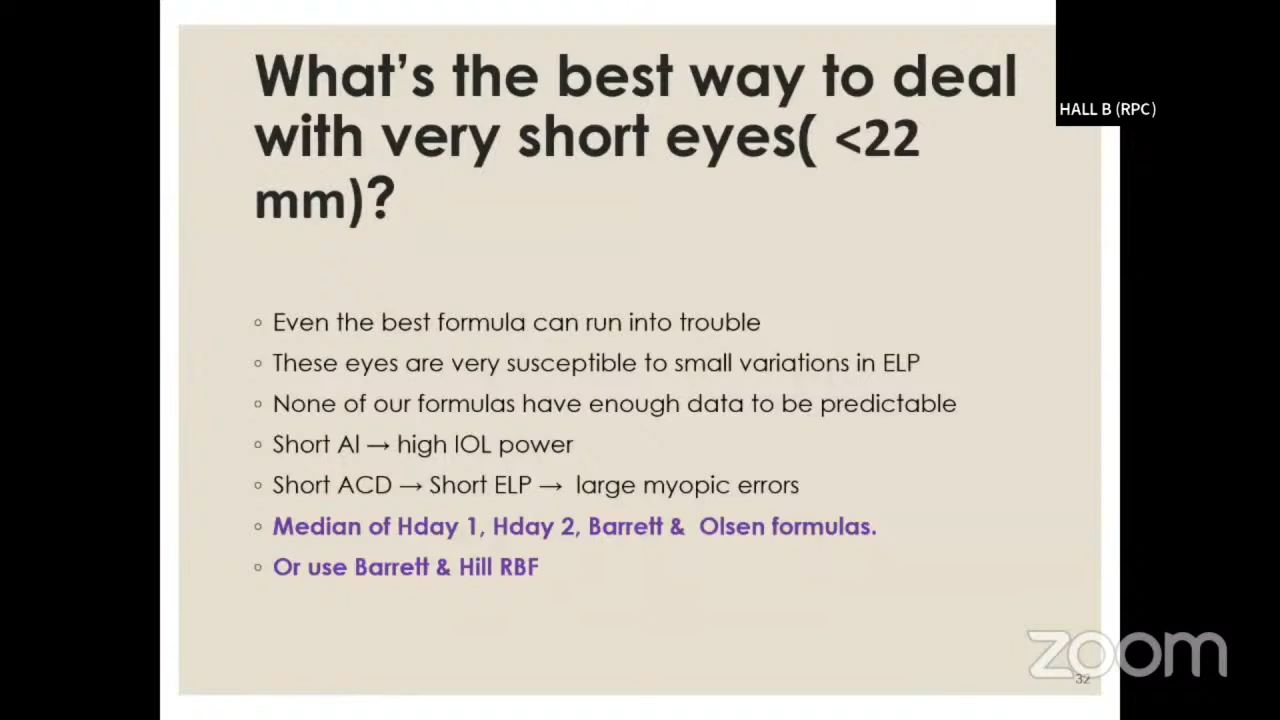 What's the best way to deal
with very short eyes( <22
mm)?
HALL B (RPC)
◦ Even the best formula can run into trouble
◦ These eyes are very susceptible to small variations in ELP
◦ None of our formulas have enough data to be predictable
◦ Short Al → high IOL power
◦ Short ACD → Short ELP → large myopic errors
◦ Median of Hday 1, Hday 2, Barrett & Olsen formulas.
◦ Or use Barrett & Hill RBF
zoom
32